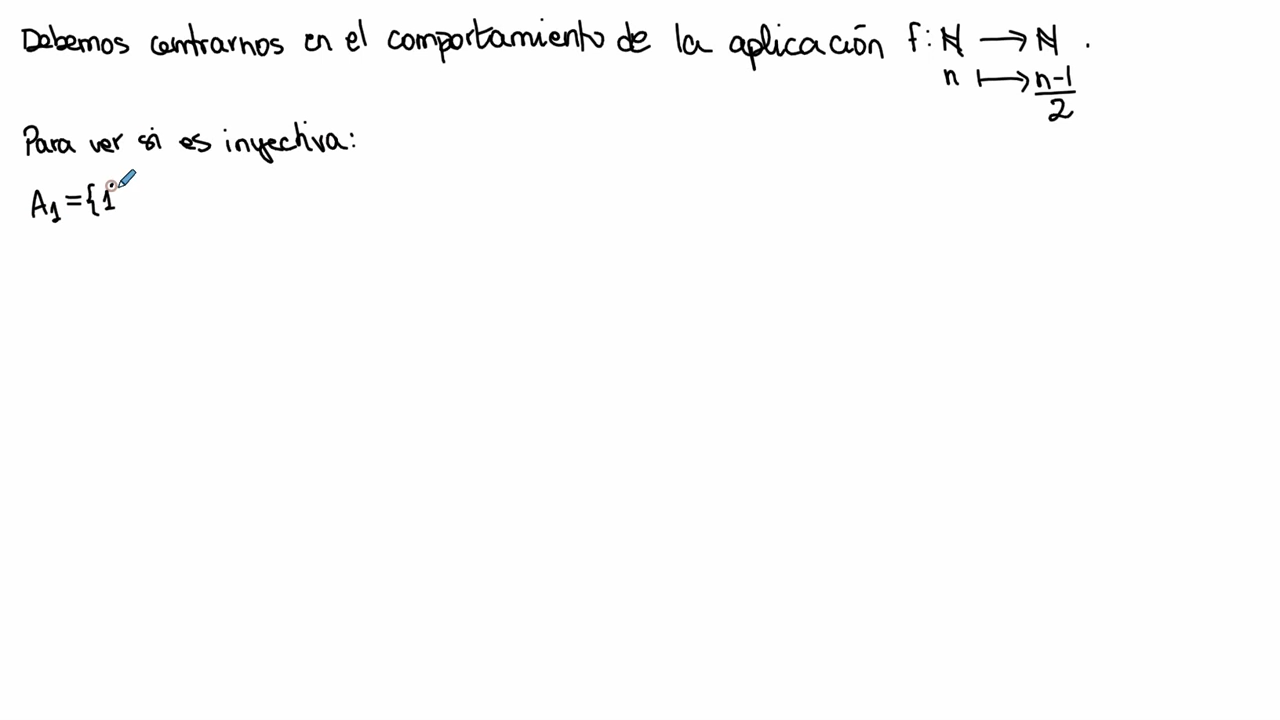 Debemos centrarnos en el comportamiento de la aplicación f: ℕ ⟶ ℕ .
n ⟼ n-1/2
Para ver si es inyectiva:
A₁={1